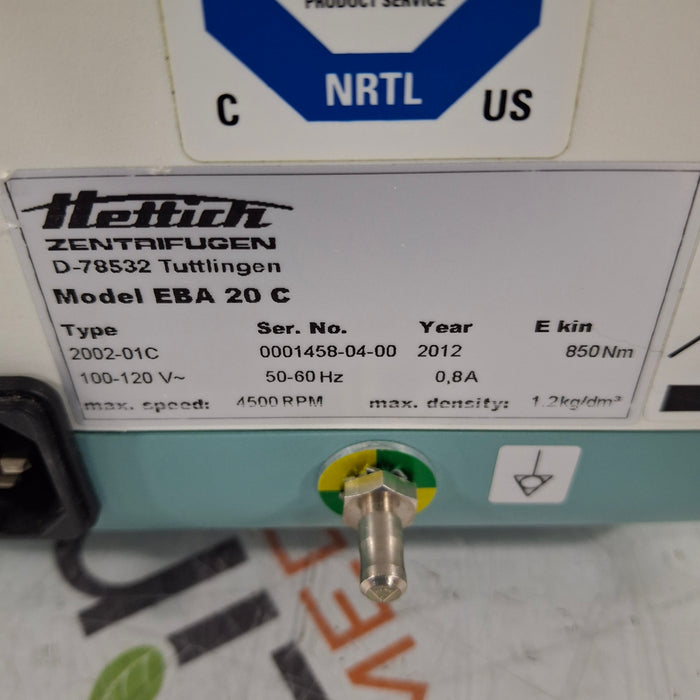 PRODUCT SERVICE
NRTL
C US
Hettich
ZENTRIFUGEN
D-78532 Tuttlingen
Model EBA 20 C
Type Ser. No. Year E kin
2002-01C 0001458-04-00 2012 850Nm
100-120 V~ 50-60 Hz 0,8A
max. speed: 4500 RPM max. density: 1.2kg/dm³
MED